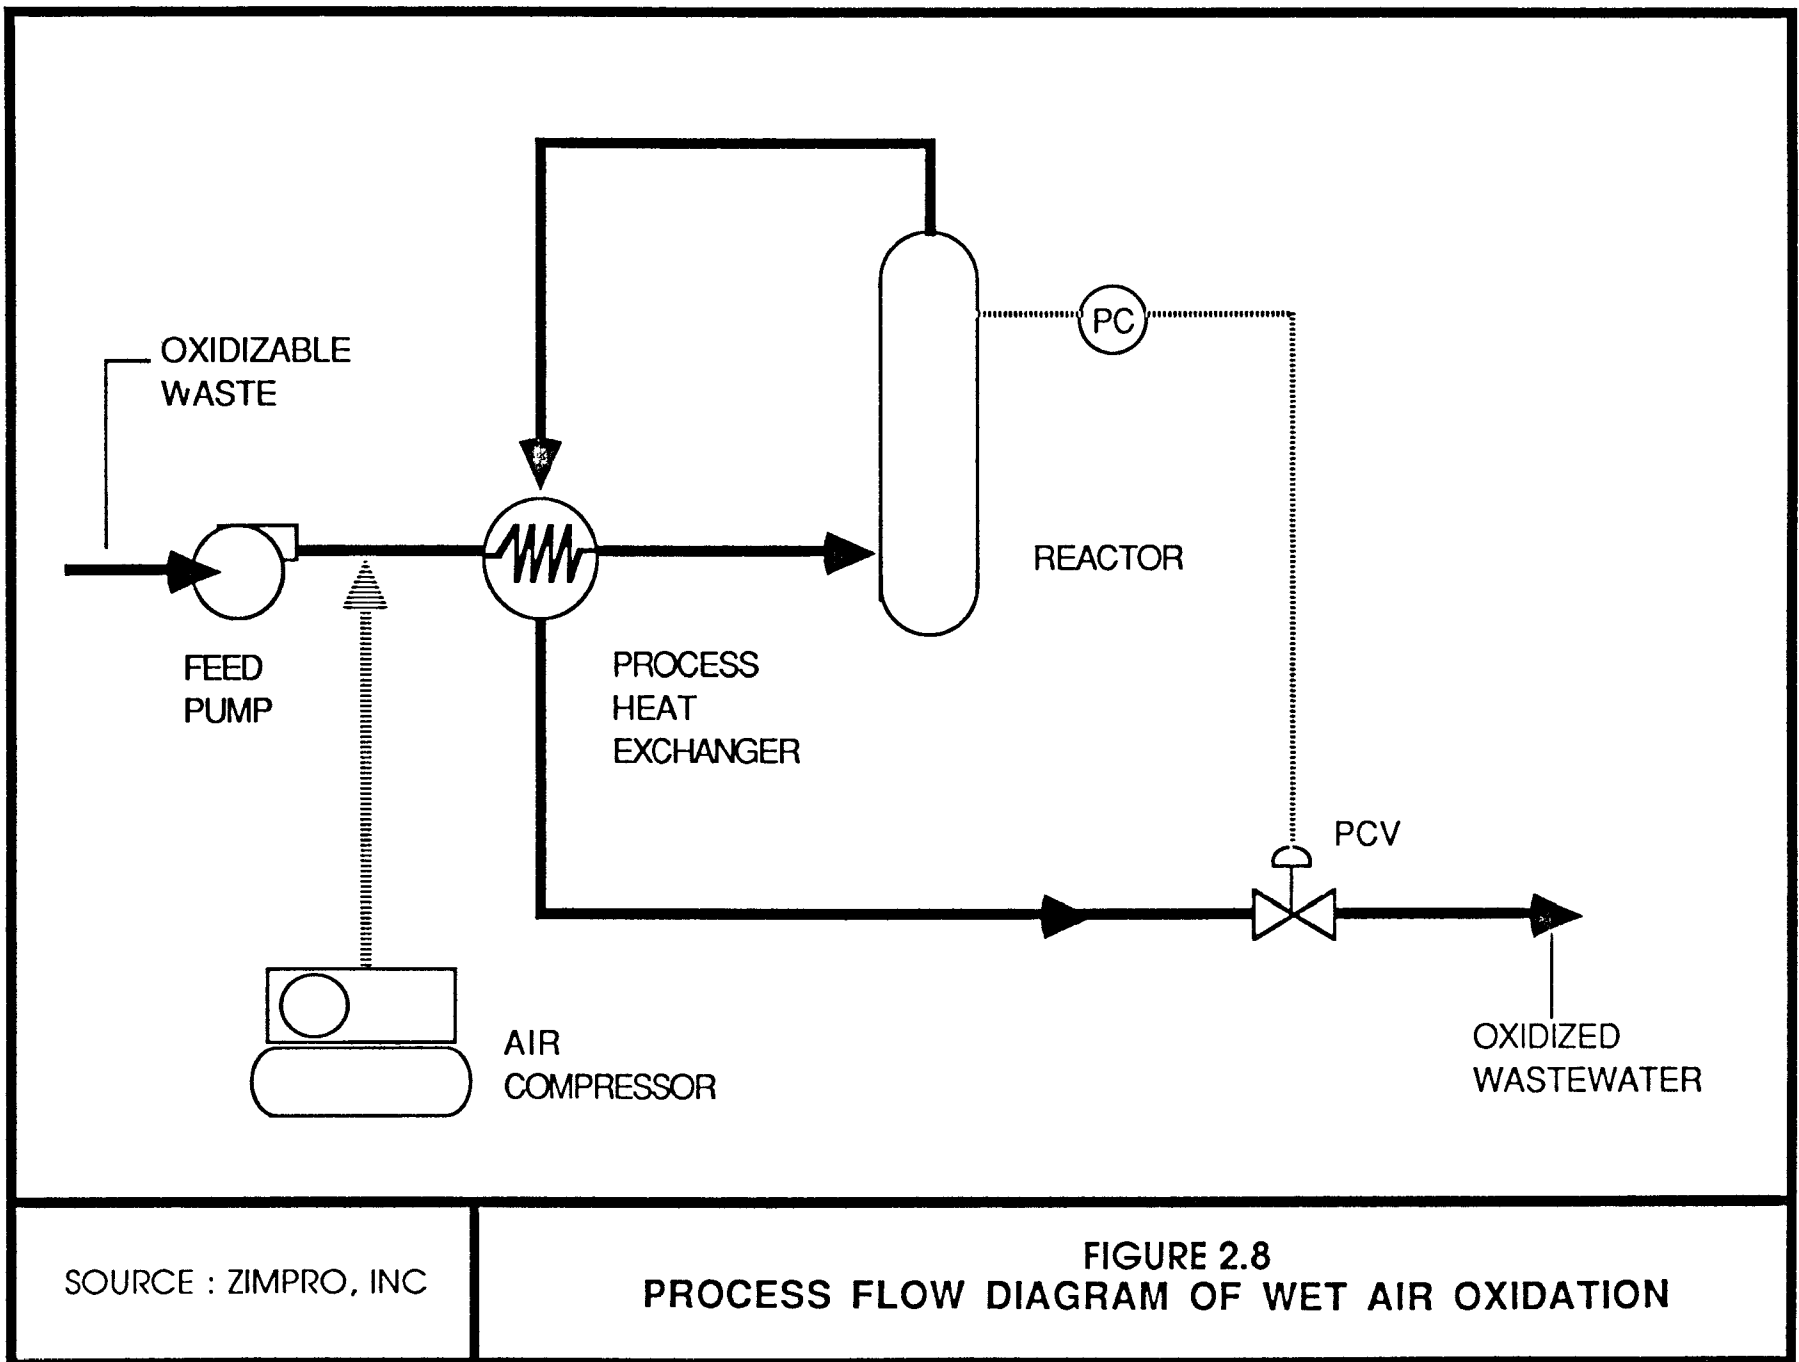 OXIDIZABLE
WASTE
PC
REACTOR
FEED
PUMP
PROCESS
HEAT
EXCHANGER
PCV
AIR
COMPRESSOR
OXIDIZED
WASTEWATER
SOURCE : ZIMPRO, INC
FIGURE 2.8
PROCESS FLOW DIAGRAM OF WET AIR OXIDATION